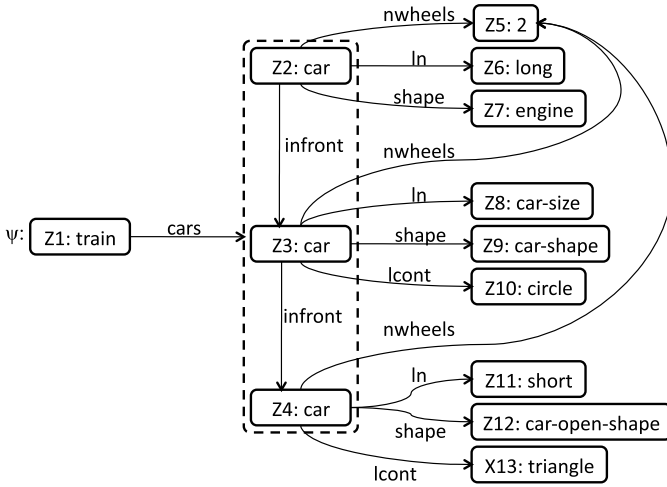 nwheels
Z5: 2
Z2: car
ln
Z6: long
shape
Z7: engine
infront
nwheels
ln
Z8: car-size
ψ:
Z1: train
cars
Z3: car
shape
Z9: car-shape
lcont
Z10: circle
infront
nwheels
ln
Z11: short
Z4: car
shape
Z12: car-open-shape
lcont
X13: triangle